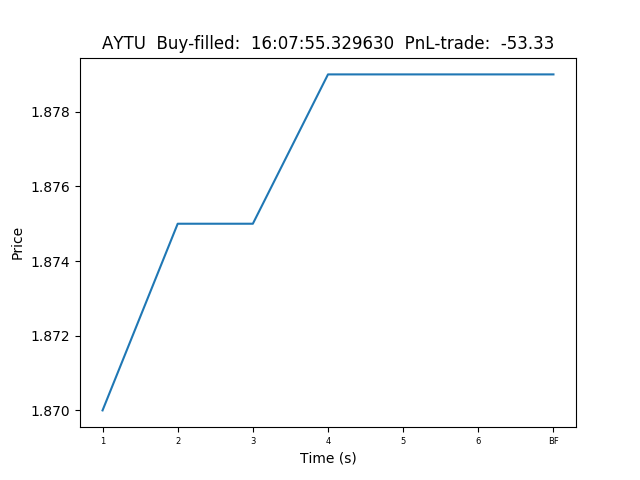 AYTU  Buy-filled:  16:07:55.329630  PnL-trade:  -53.33
Price
1.878
1.876
1.874
1.872
1.870
1 2 3 4 5 6 BF
Time (s)